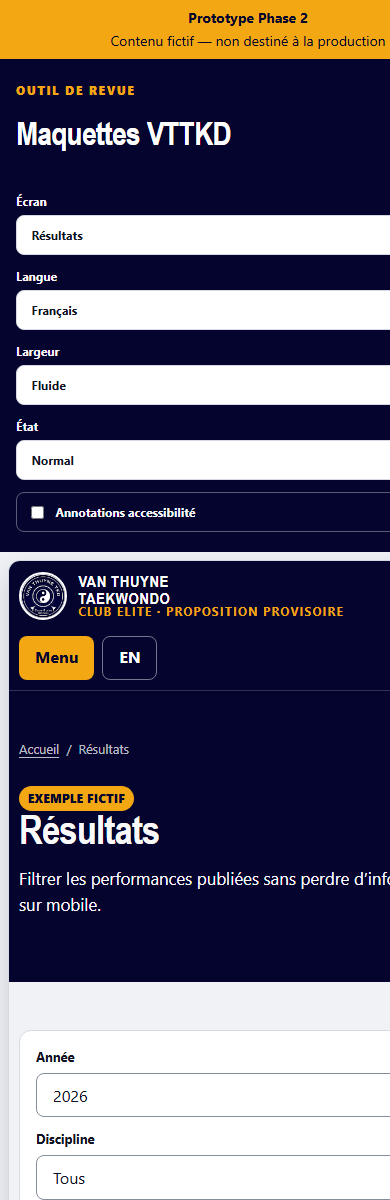 Prototype Phase 2
Contenu fictif — non destiné à la production
OUTIL DE REVUE
Maquettes VTTKD
Écran
Résultats
Langue
Français
Largeur
Fluide
État
Normal
Annotations accessibilité
VAN THUYNE
TAEKWONDO
CLUB ELITE · PROPOSITION PROVISOIRE
Menu
EN
Accueil / Résultats
EXEMPLE FICTIF
Résultats
Filtrer les performances publiées sans perdre d’info
sur mobile.
Année
2026
Discipline
Tous